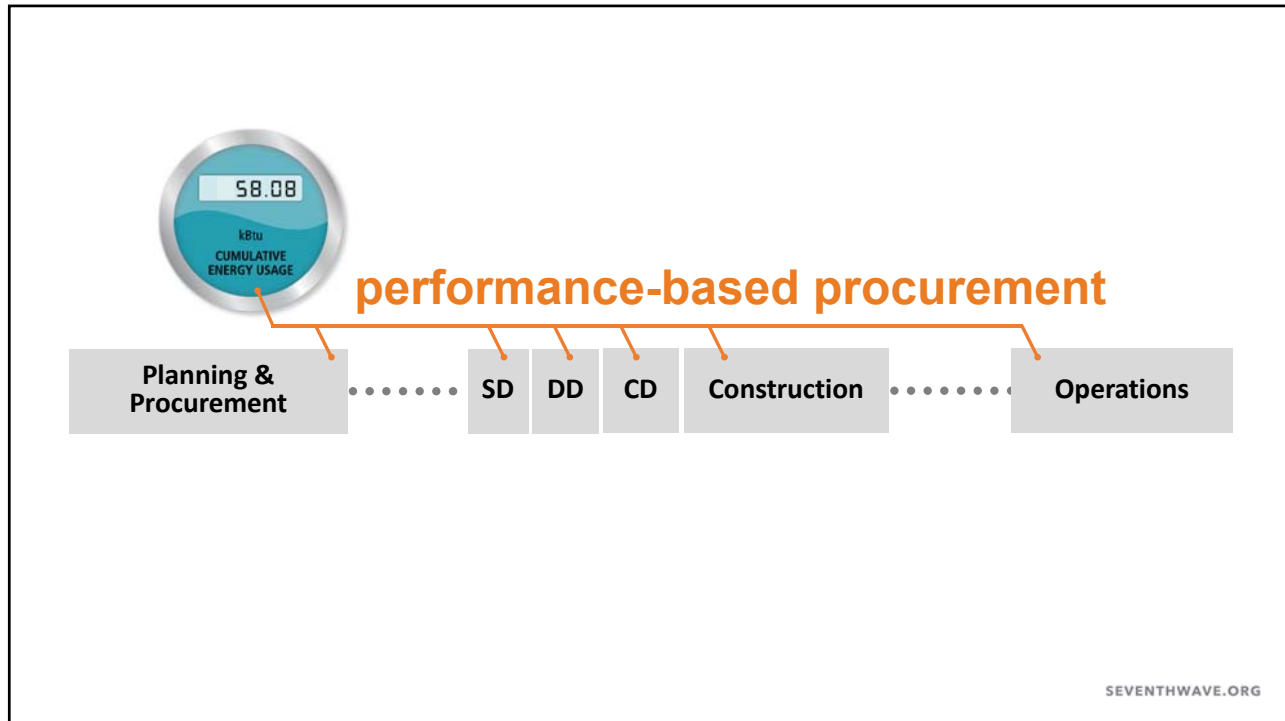 58.08
kBtu
CUMULATIVE
ENERGY USAGE
performance-based procurement
Planning &
Procurement
SD
DD
CD
Construction
Operations
SEVENTHWAVE.ORG